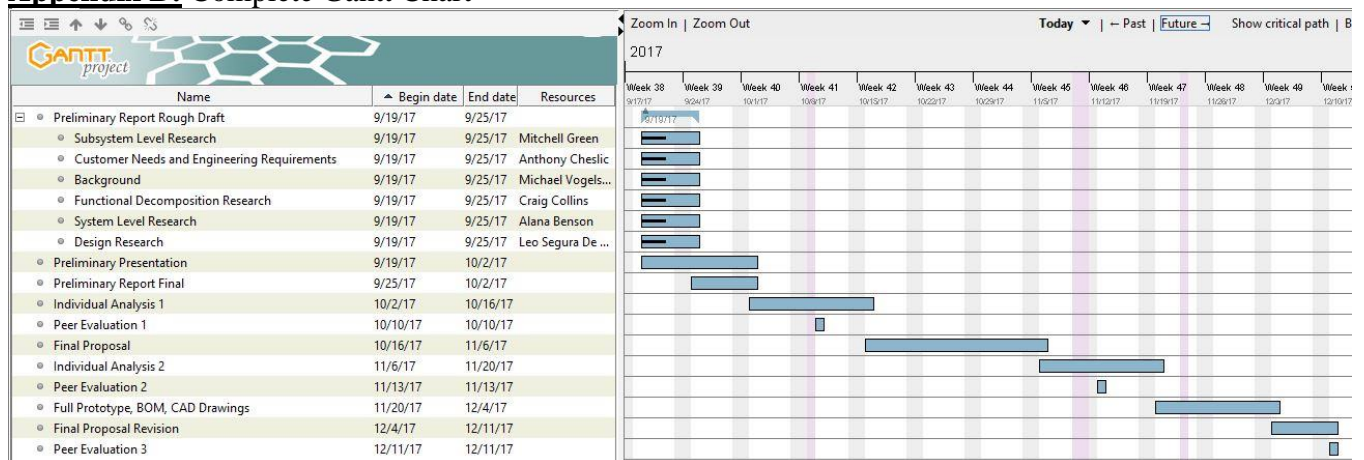 Appendix B: Complete Gantt Chart
Zoom In | Zoom Out Today ▼ | ← Past | Future → Show critical path | B
GANTT project
2017
Week 38 Week 39 Week 40 Week 41 Week 42 Week 43 Week 44 Week 45 Week 46 Week 47 Week 48 Week 49 Week
9/17/17 9/24/17 10/1/17 10/8/17 10/15/17 10/22/17 10/29/17 11/5/17 11/12/17 11/19/17 11/26/17 12/3/17 12/10/17
Name Begin date End date Resources
Preliminary Report Rough Draft 9/19/17 9/25/17 9/19/17
Subsystem Level Research 9/19/17 9/25/17 Mitchell Green
Customer Needs and Engineering Requirements 9/19/17 9/25/17 Anthony Cheslic
Background 9/19/17 9/25/17 Michael Vogels...
Functional Decomposition Research 9/19/17 9/25/17 Craig Collins
System Level Research 9/19/17 9/25/17 Alana Benson
Design Research 9/19/17 9/25/17 Leo Segura De ...
Preliminary Presentation 9/19/17 10/2/17
Preliminary Report Final 9/25/17 10/2/17
Individual Analysis 1 10/2/17 10/16/17
Peer Evaluation 1 10/10/17 10/10/17
Final Proposal 10/16/17 11/6/17
Individual Analysis 2 11/6/17 11/20/17
Peer Evaluation 2 11/13/17 11/13/17
Full Prototype, BOM, CAD Drawings 11/20/17 12/4/17
Final Proposal Revision 12/4/17 12/11/17
Peer Evaluation 3 12/11/17 12/11/17